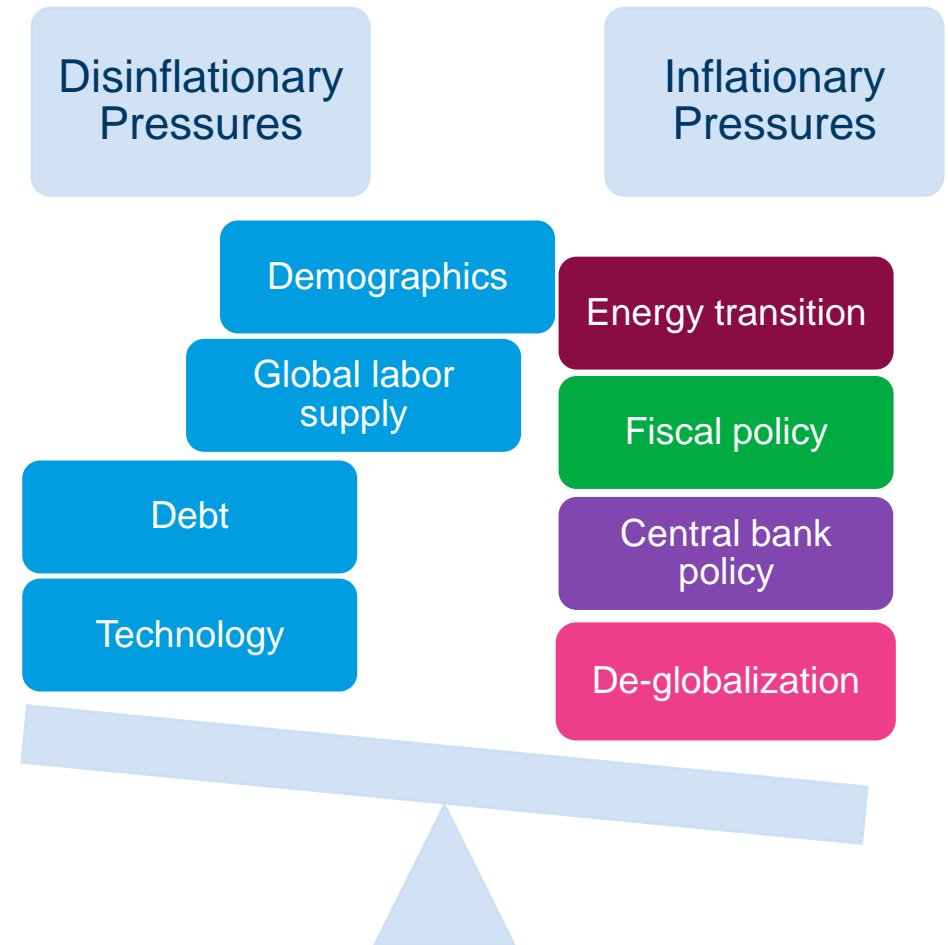 Disinflationary
Pressures
Inflationary
Pressures
Demographics
Global labor
supply
Debt
Technology
Energy transition
Fiscal policy
Central bank
policy
De-globalization